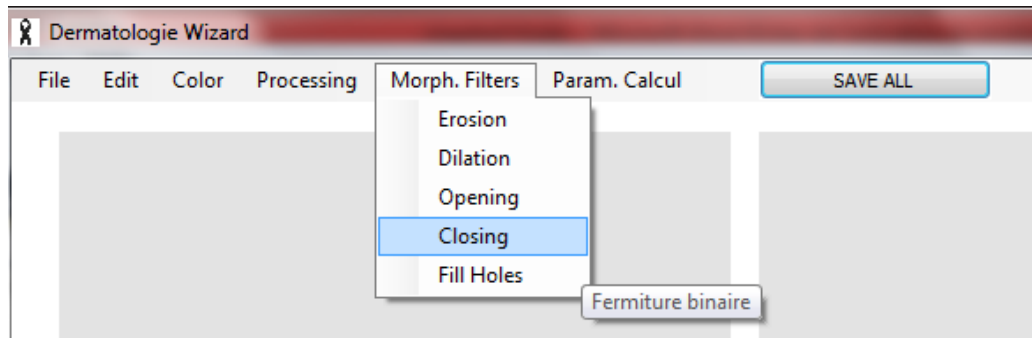 Dermatologie Wizard
File Edit Color Processing Morph. Filters Param. Calcul SAVE ALL
Erosion
Dilation
Opening
Closing
Fill Holes
Fermiture binaire